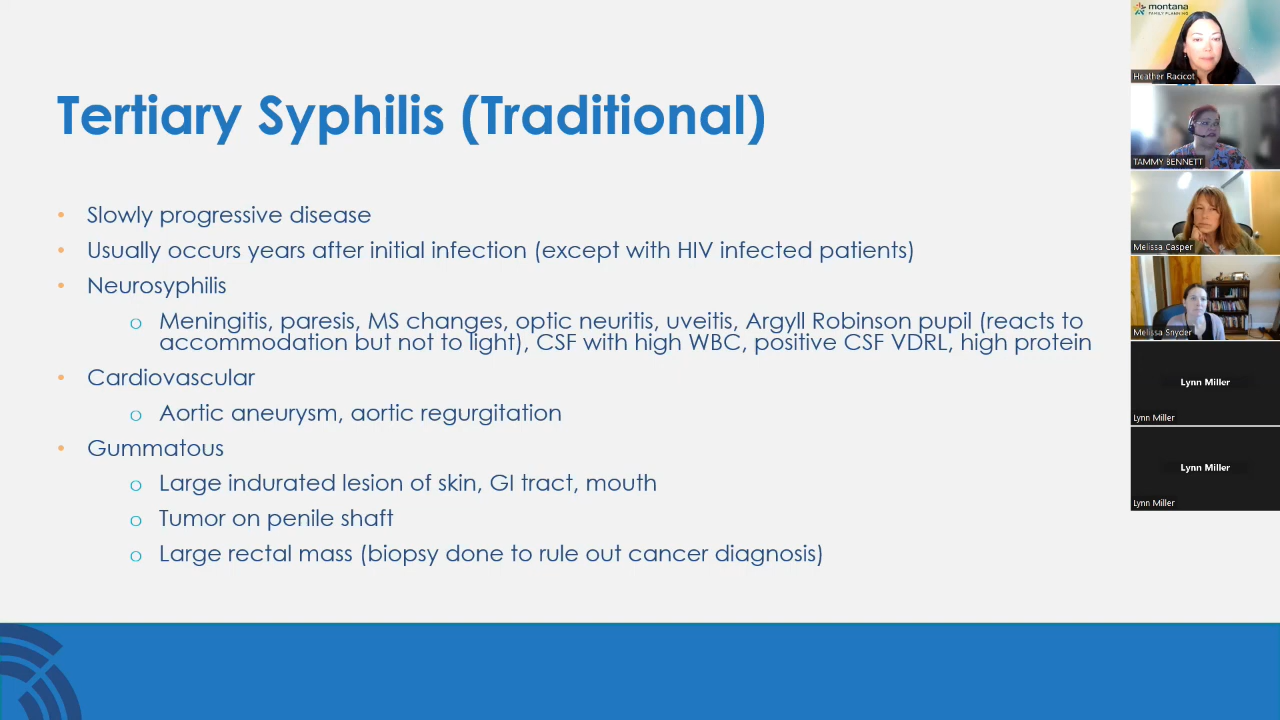 Tertiary Syphilis (Traditional)
• Slowly progressive disease
• Usually occurs years after initial infection (except with HIV infected patients)
• Neurosyphilis
o Meningitis, paresis, MS changes, optic neuritis, uveitis, Argyll Robinson pupil (reacts to
accommodation but not to light), CSF with high WBC, positive CSF VDRL, high protein
• Cardiovascular
o Aortic aneurysm, aortic regurgitation
• Gummatous
o Large indurated lesion of skin, GI tract, mouth
o Tumor on penile shaft
o Large rectal mass (biopsy done to rule out cancer diagnosis)
montana
FAMILY PLANNING
Heather Racicot
TAMMY BENNETT
Melissa Casper
Melissa Snyder
Lynn Miller
Lynn Miller
Lynn Miller
Lynn Miller